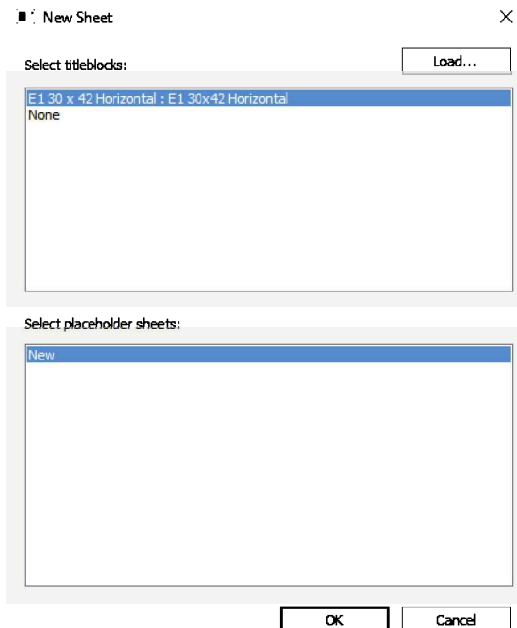 New Sheet
Select titleblocks:
Load...
E1 30 x 42 Horizontal : E1 30x42 Horizontal
None
Select placeholder sheets:
New
OK
Cancel